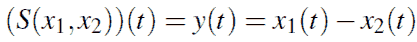 (S(x₁,x₂))(t) = y(t) = x₁(t) − x₂(t)